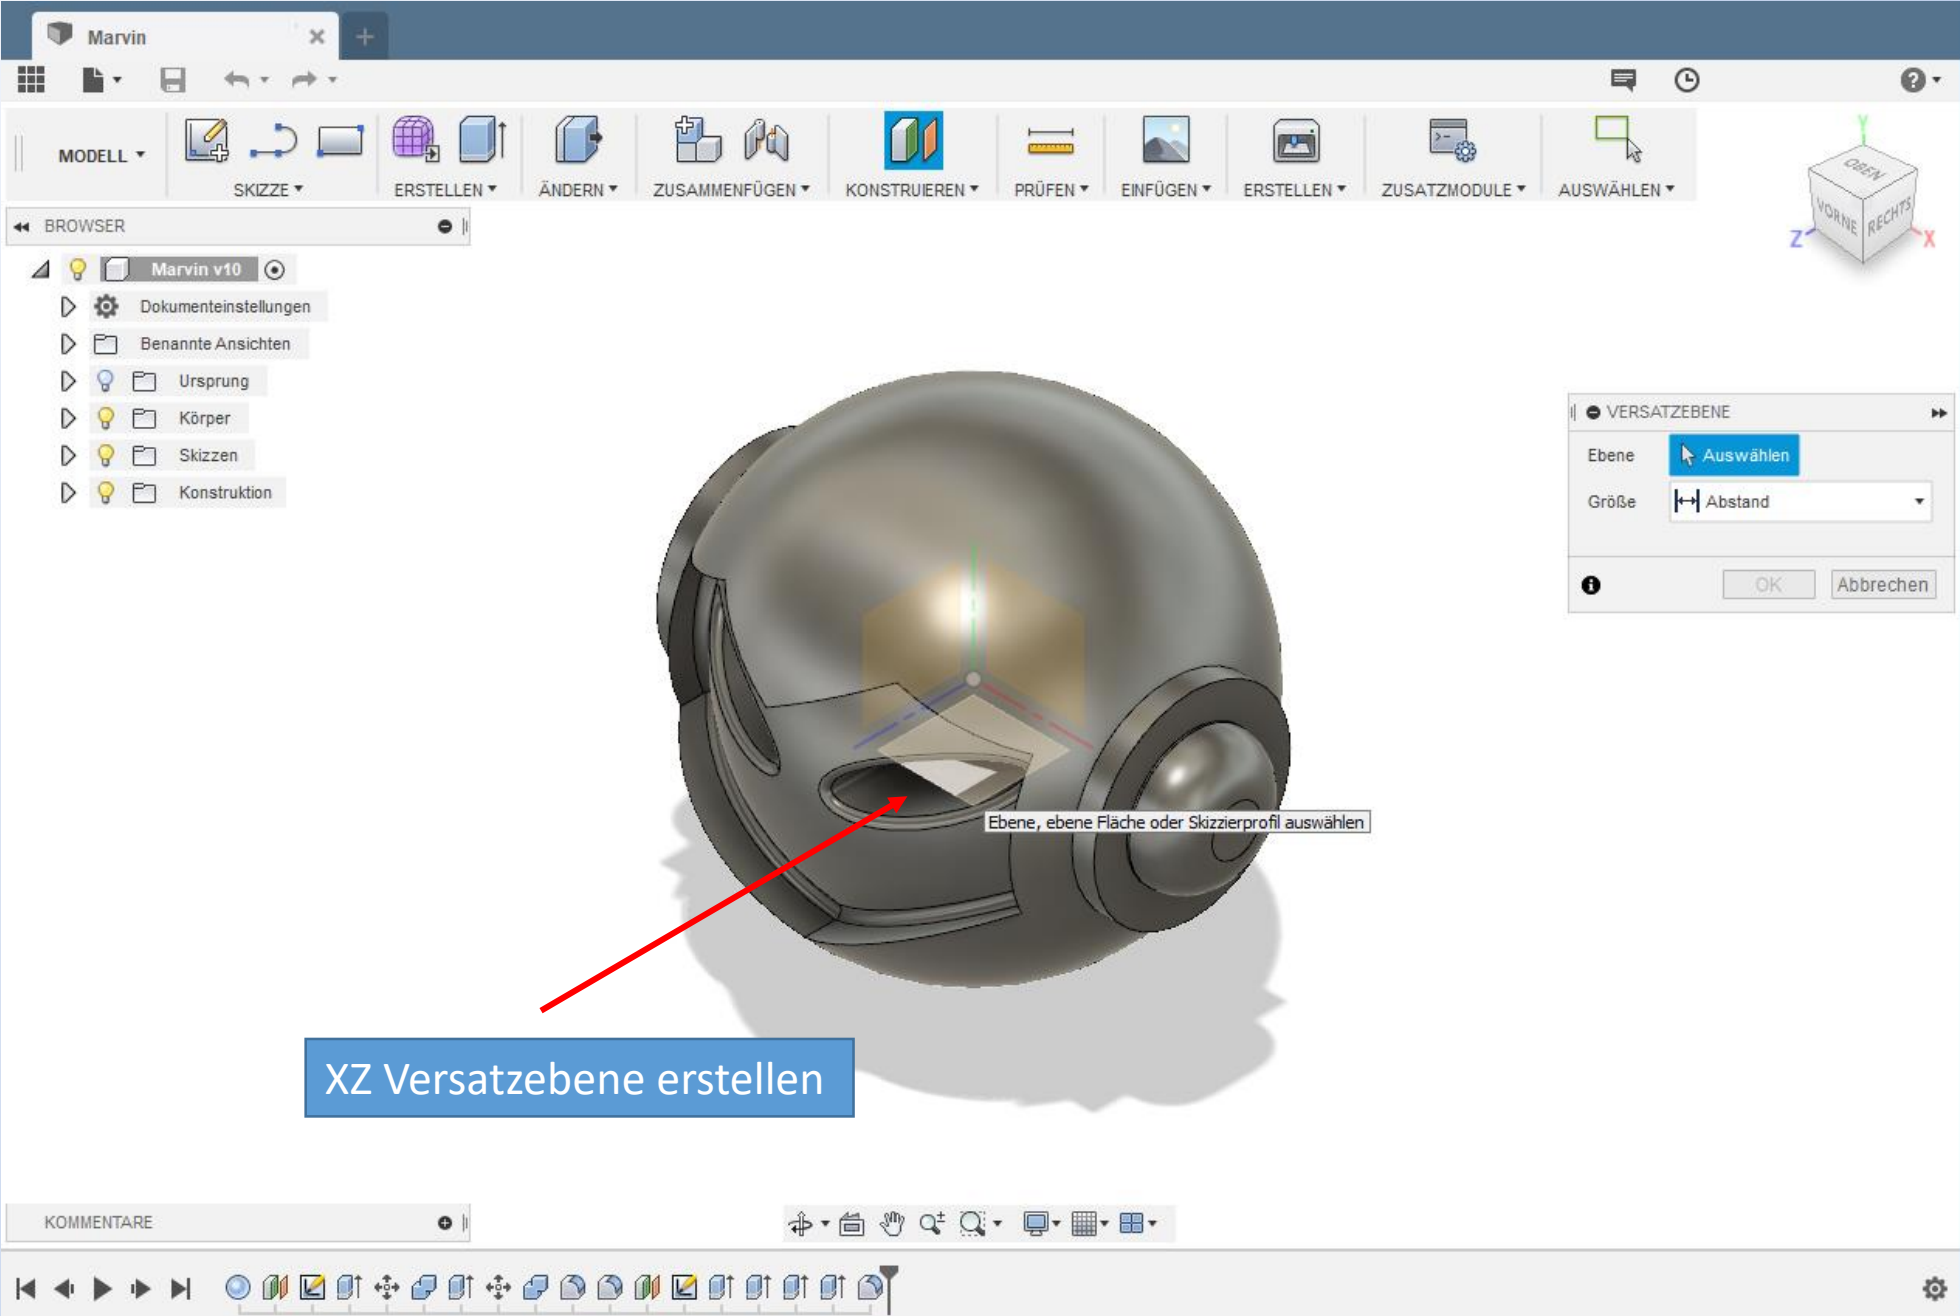 Marvin
MODELL
SKIZZE
ERSTELLEN
ÄNDERN
ZUSAMMENFÜGEN
KONSTRUIEREN
PRÜFEN
EINFÜGEN
ERSTELLEN
ZUSATZMODULE
AUSWÄHLEN
Y
OBEN
VORNE
RECHTS
Z
X
BROWSER
Marvin v10
Dokumenteinstellungen
Benannte Ansichten
Ursprung
Körper
Skizzen
Konstruktion
VERSATZEBENE
Ebene
Auswählen
Größe
Abstand
OK
Abbrechen
Ebene, ebene Fläche oder Skizzierprofil auswählen
XZ Versatzebene erstellen
KOMMENTARE